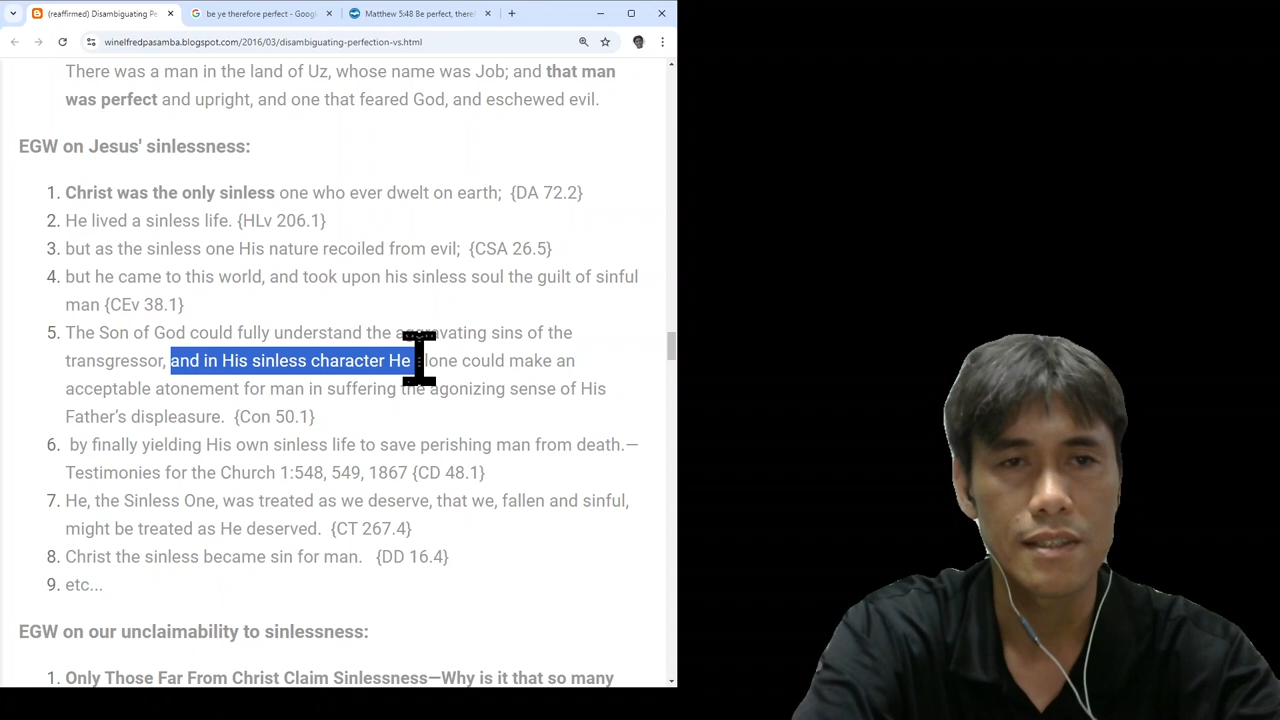 (reaffirmed) Disambiguating Pe
be ye therefore perfect - Googl
Matthew 5:48 Be perfect, theref
winelfredpasamba.blogspot.com/2016/03/disambiguating-perfection-vs.html
There was a man in the land of Uz, whose name was Job; and that man
was perfect and upright, and one that feared God, and eschewed evil.
EGW on Jesus' sinlessness:
1. Christ was the only sinless one who ever dwelt on earth; {DA 72.2}
2. He lived a sinless life. {HLv 206.1}
3. but as the sinless one His nature recoiled from evil; {CSA 26.5}
4. but he came to this world, and took upon his sinless soul the guilt of sinful
man {CEv 38.1}
5. The Son of God could fully understand the aggravating sins of the
transgressor, and in His sinless character He alone could make an
acceptable atonement for man in suffering the agonizing sense of His
Father's displeasure. {Con 50.1}
6. by finally yielding His own sinless life to save perishing man from death.—
Testimonies for the Church 1:548, 549, 1867 {CD 48.1}
7. He, the Sinless One, was treated as we deserve, that we, fallen and sinful,
might be treated as He deserved. {CT 267.4}
8. Christ the sinless became sin for man. {DD 16.4}
9. etc...
EGW on our unclaimability to sinlessness:
1. Only Those Far From Christ Claim Sinlessness—Why is it that so many